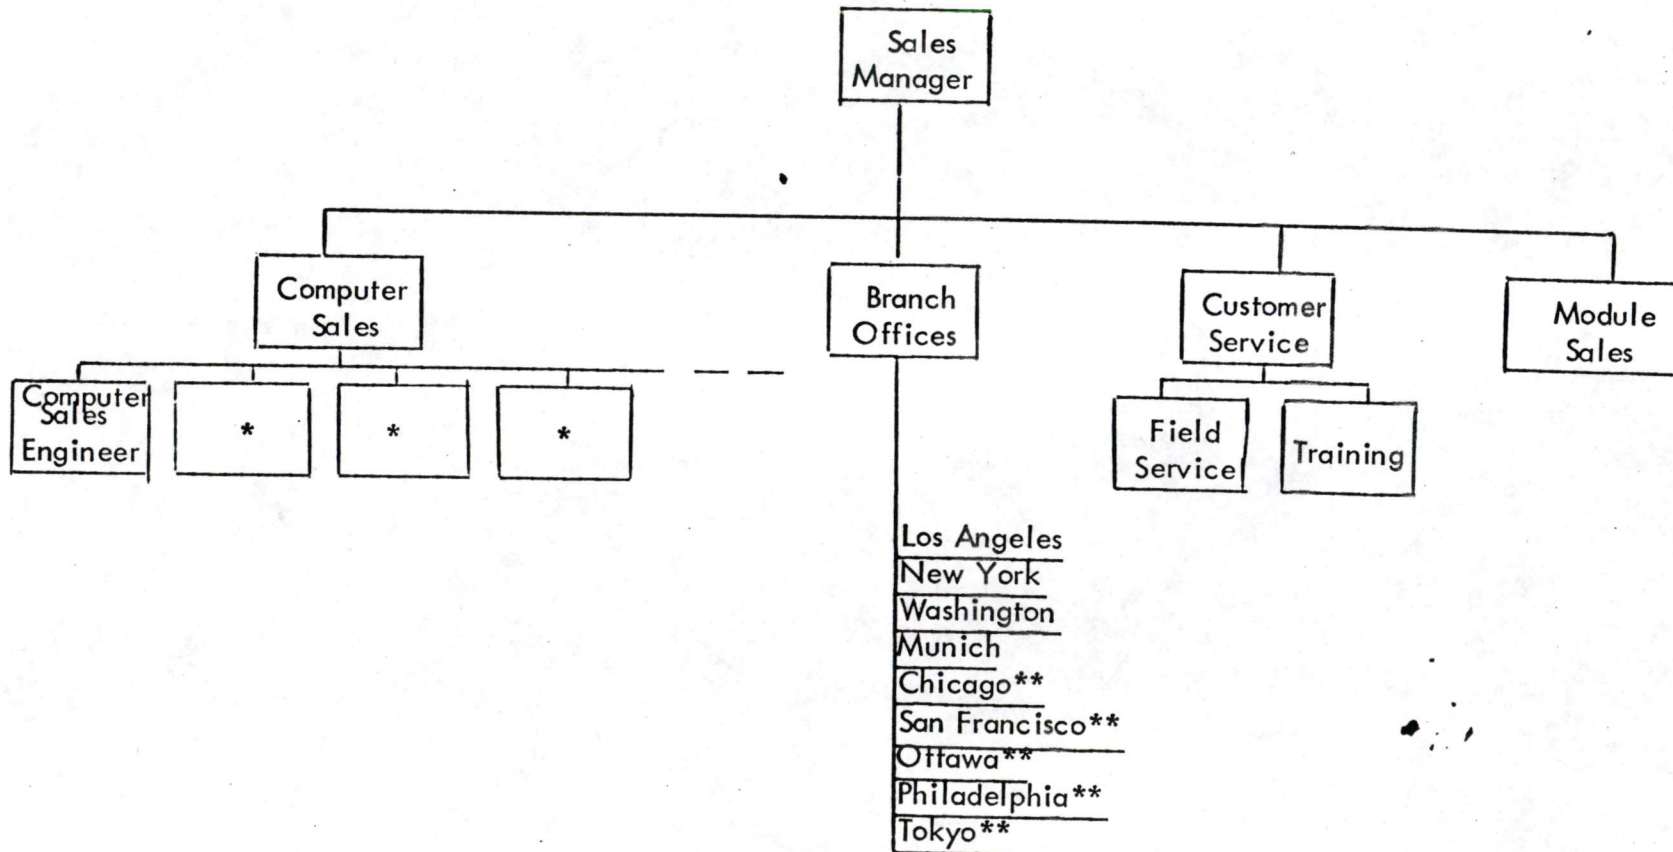 Sales
Manager
Computer
Sales
Branch
Offices
Customer
Service
Module
Sales
Computer
Sales
Engineer
*
*
*
Field
Service
Training
Los Angeles
New York
Washington
Munich
Chicago**
San Francisco**
Ottawa**
Philadelphia**
Tokyo**